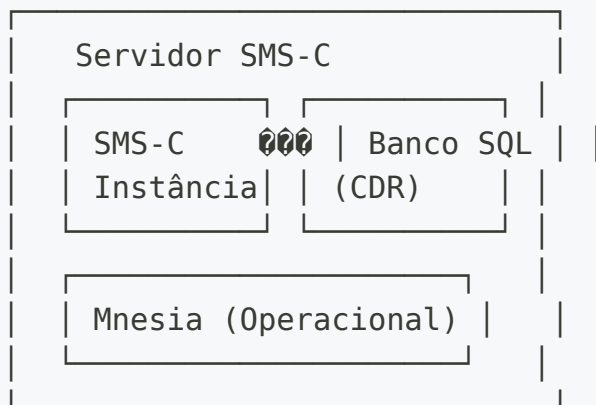 Servidor SMS-C
SMS-C ��� | Banco SQL
Instância (CDR)
Mnesia (Operacional)